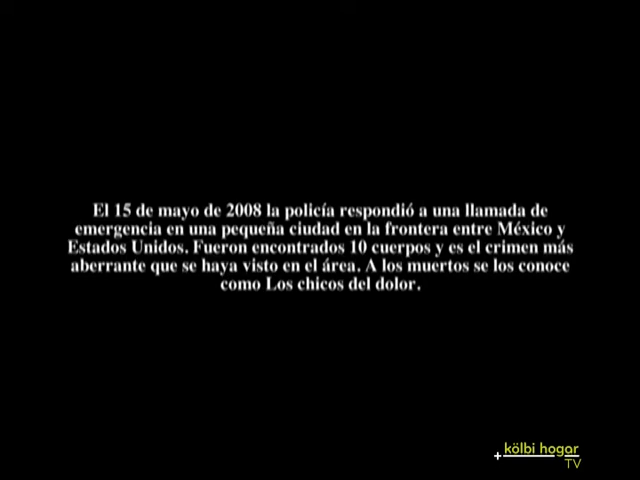 El 15 de mayo de 2008 la policía respondió a una llamada de
emergencia en una pequeña ciudad en la frontera entre México y
Estados Unidos. Fueron encontrados 10 cuerpos y es el crimen más
aberrante que se haya visto en el área. A los muertos se los conoce
como Los chicos del dolor.
kölbi hogar
TV